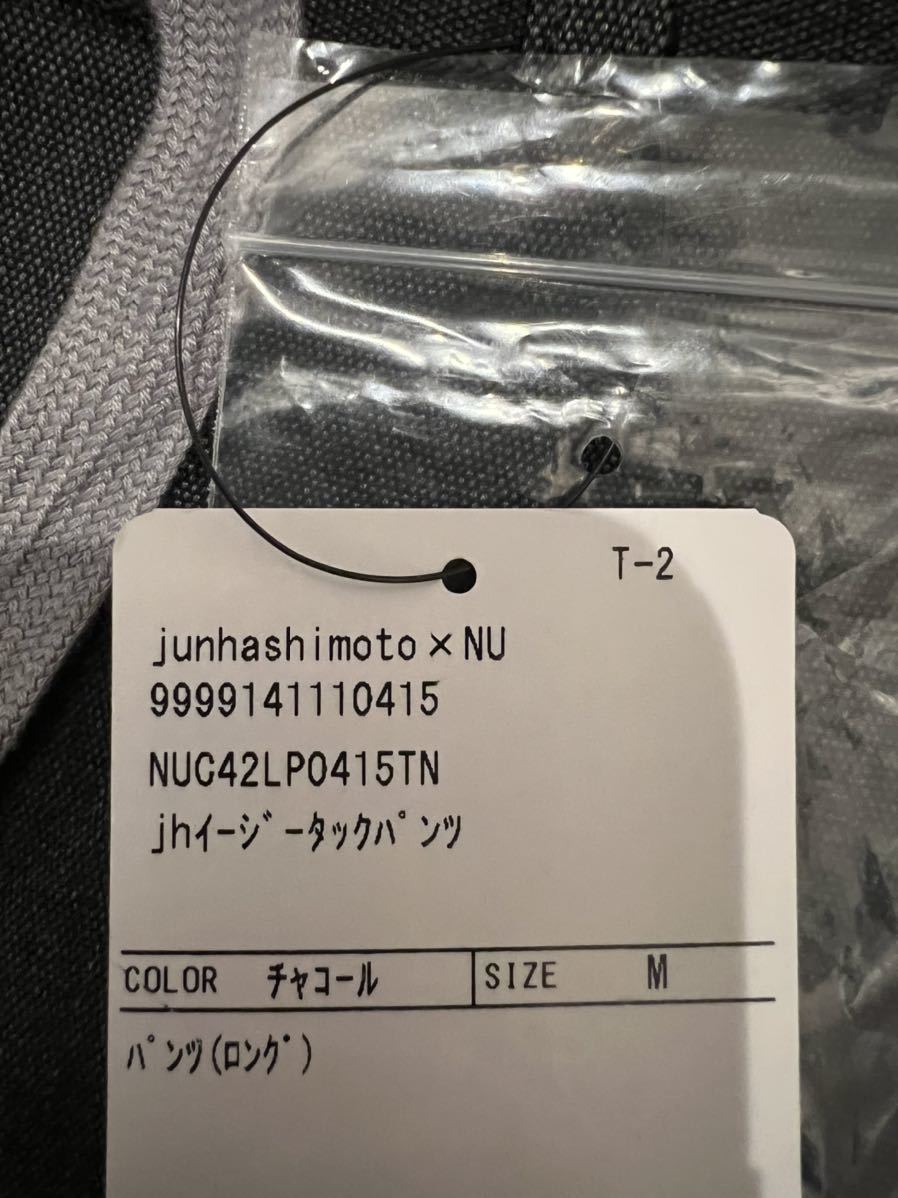 T-2
junhashimoto×NU
9999141110415
NUC42LP0415TN
jhｲｰｼﾞｰﾀｯｸﾊﾟﾝﾂ
COLOR ﾁｬｺｰﾙ SIZE M
ﾊﾟﾝﾂ(ﾛﾝｸﾞ)